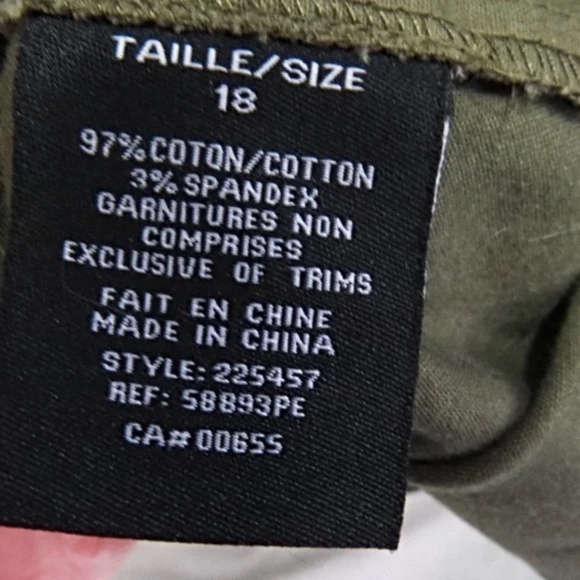 TAILLE/SIZE
18
97% COTON/COTTON
3% SPANDEX
GARNITURES NON
COMPRISES
EXCLUSIVE OF TRIMS
FAIT EN CHINE
MADE IN CHINA
STYLE: 225457
REF: 58893PE
CA# 00655